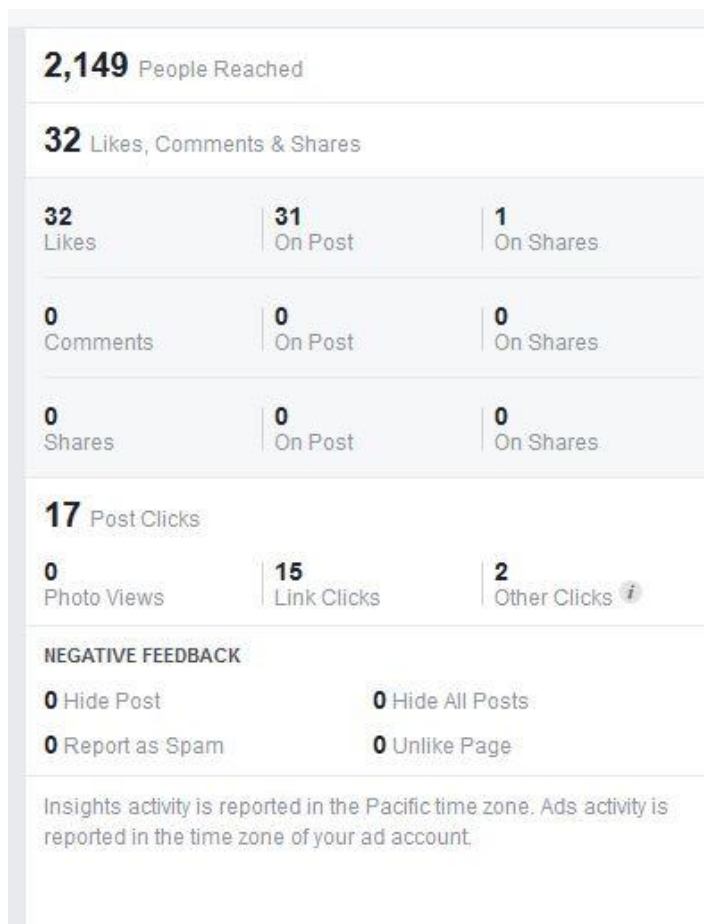 2,149 People Reached
32 Likes, Comments & Shares
32 31 1
Likes On Post On Shares
0 0 0
Comments On Post On Shares
0 0 0
Shares On Post On Shares
17 Post Clicks
0 15 2
Photo Views Link Clicks Other Clicks i
NEGATIVE FEEDBACK
0 Hide Post 0 Hide All Posts
0 Report as Spam 0 Unlike Page
Insights activity is reported in the Pacific time zone. Ads activity is
reported in the time zone of your ad account.